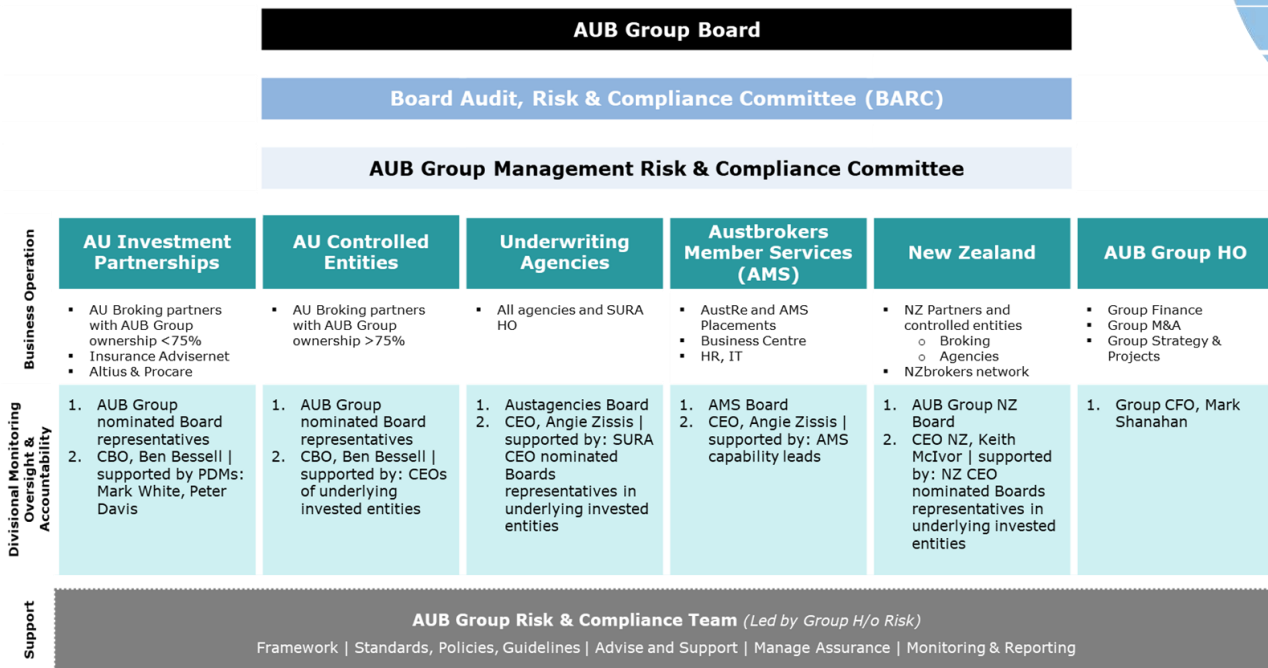 AUB Group Board
Board Audit, Risk & Compliance Committee (BARC)
AUB Group Management Risk & Compliance Committee
Business Operation
AU Investment
Partnerships
AU Controlled
Entities
Underwriting
Agencies
Austbrokers
Member Services
(AMS)
New Zealand
AUB Group HO
▪ AU Broking partners
with AUB Group
ownership <75%
▪ Insurance Advisernet
▪ Altius & Procare
▪ AU Broking partners
with AUB Group
ownership >75%
▪ All agencies and SURA
HO
▪ AustRe and AMS
Placements
▪ Business Centre
▪ HR, IT
▪ NZ Partners and
controlled entities
o Broking
o Agencies
▪ NZbrokers network
▪ Group Finance
▪ Group M&A
▪ Group Strategy &
Projects
Divisional Monitoring
Oversight &
Accountability
1. AUB Group
nominated Board
representatives
2. CBO, Ben Bessell |
supported by PDMs:
Mark White, Peter
Davis
1. AUB Group
nominated Board
representatives
2. CBO, Ben Bessell |
supported by: CEOs
of underlying
invested entities
1. Austagencies Board
2. CEO, Angie Zissis |
supported by: SURA
CEO nominated
Boards
representatives in
underlying invested
entities
1. AMS Board
2. CEO, Angie Zissis |
supported by: AMS
capability leads
1. AUB Group NZ
Board
2. CEO NZ, Keith
McIvor | supported
by: NZ CEO
nominated Boards
representatives in
underlying invested
entities
1. Group CFO, Mark
Shanahan
Support
AUB Group Risk & Compliance Team (Led by Group H/o Risk)
Framework | Standards, Policies, Guidelines | Advise and Support | Manage Assurance | Monitoring & Reporting